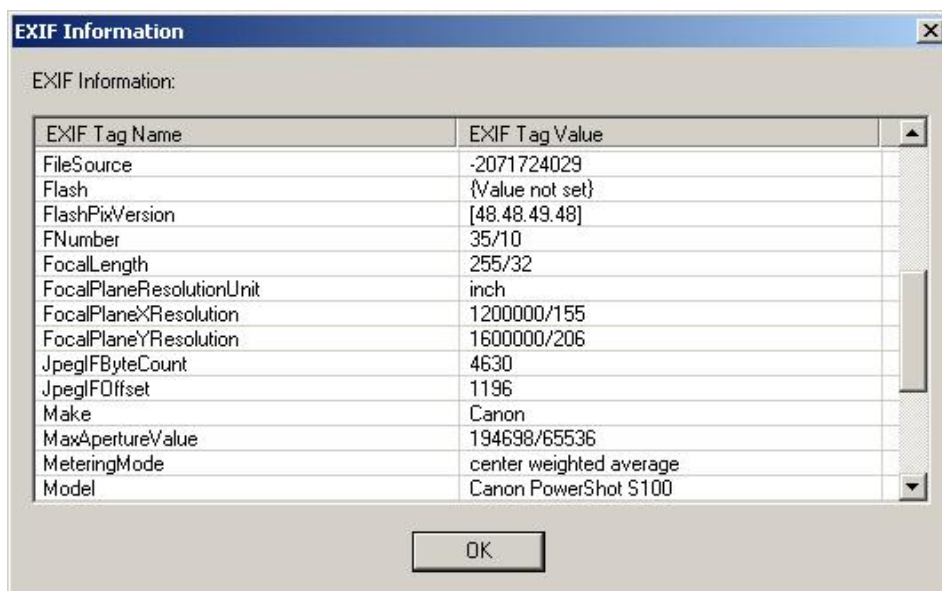 EXIF Information
EXIF Information:
EXIF Tag Name EXIF Tag Value
FileSource -2071724029
Flash {Value not set}
FlashPixVersion [48.48.49.48]
FNumber 35/10
FocalLength 255/32
FocalPlaneResolutionUnit inch
FocalPlaneXResolution 1200000/155
FocalPlaneYResolution 1600000/206
JpegIFByteCount 4630
JpegIFOffset 1196
Make Canon
MaxApertureValue 194698/65536
MeteringMode center weighted average
Model Canon PowerShot S100
OK